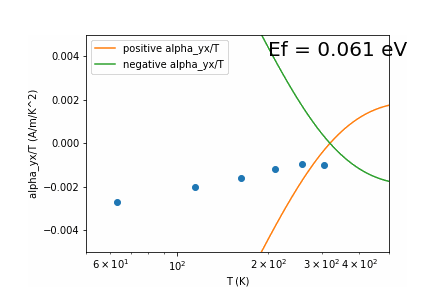 Ef = 0.061 eV
positive alpha_yx/T
negative alpha_yx/T
alpha_yx/T (A/m/K^2)
0.004
0.002
0.000
−0.002
−0.004
6 × 10¹
10²
2 × 10²
3 × 10²
4 × 10²
T (K)